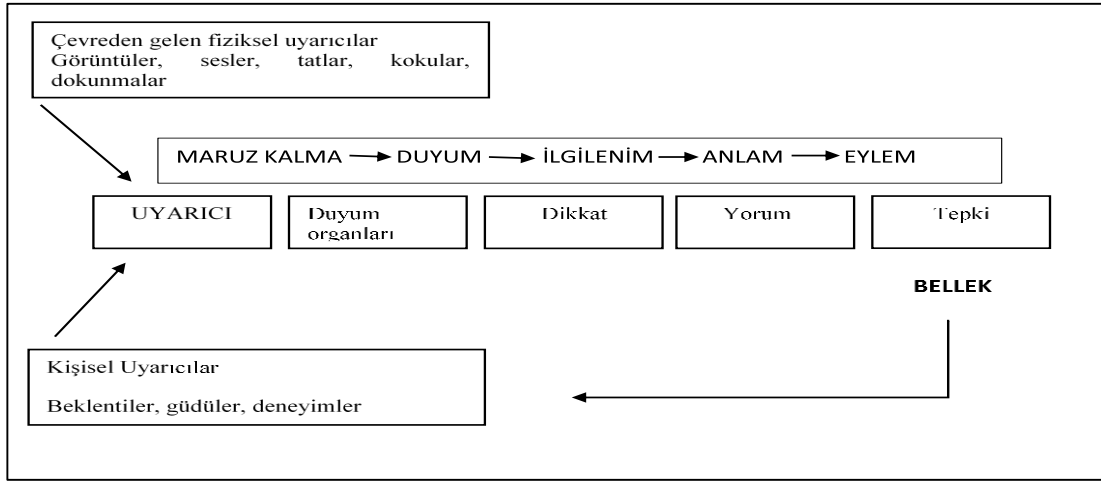 Çevreden gelen fiziksel uyarıcılar
Görüntüler, sesler, tatlar, kokular,
dokunmalar
MARUZ KALMA DUYUM İLGİLENİM ANLAM EYLEM
UYARICI
Duyum
organları
Dikkat
Yorum
Tepki
BELLEK
Kişisel Uyarıcılar
Beklentiler, güdüler, deneyimler